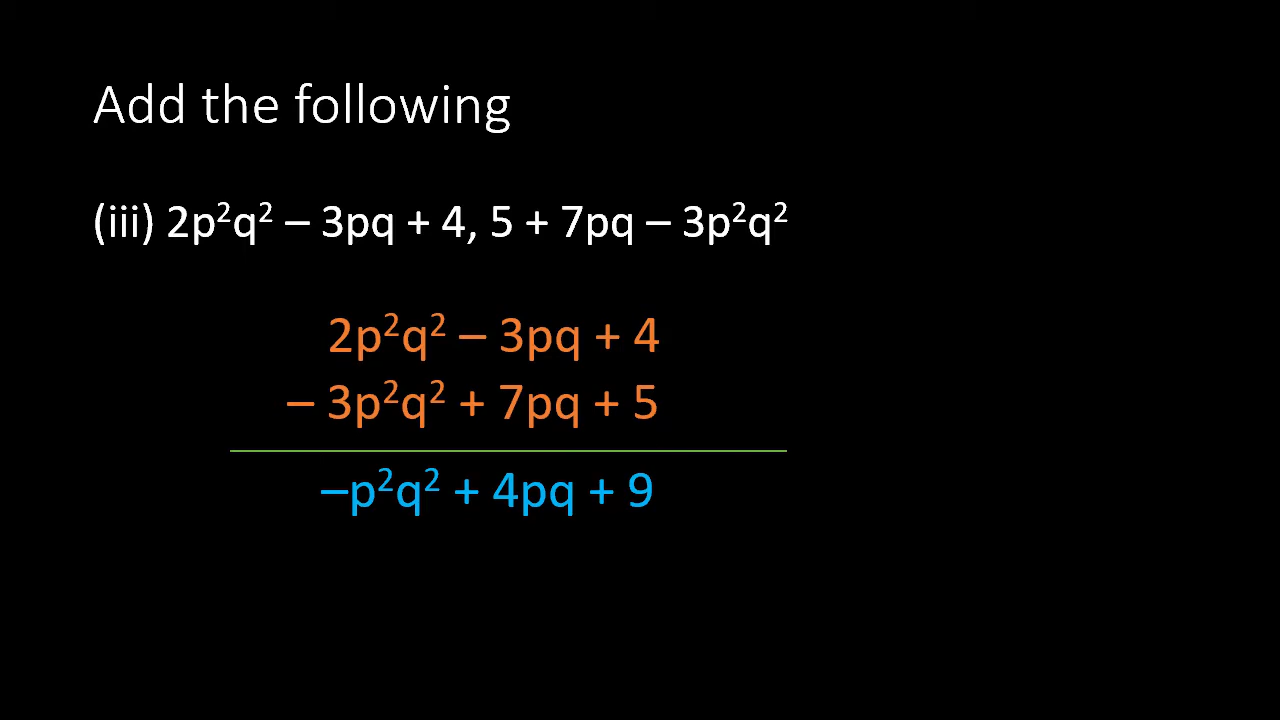 Add the following
(iii) 2p²q² – 3pq + 4, 5 + 7pq – 3p²q²
2p²q² – 3pq + 4
– 3p²q² + 7pq + 5
–p²q² + 4pq + 9